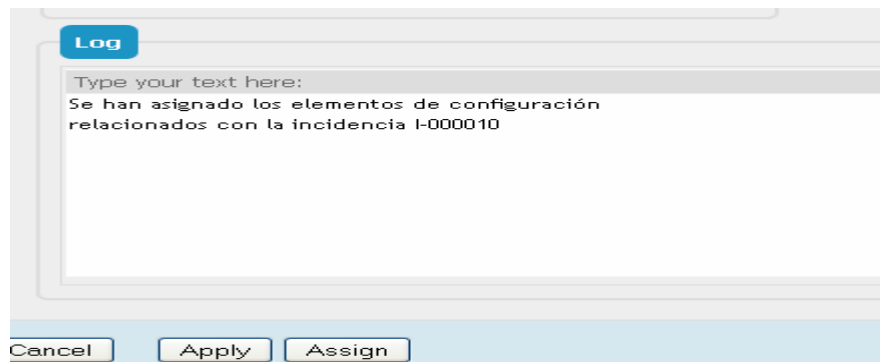 Log
Type your text here:
Se han asignado los elementos de configuración
relacionados con la incidencia I-000010
Cancel Apply Assign